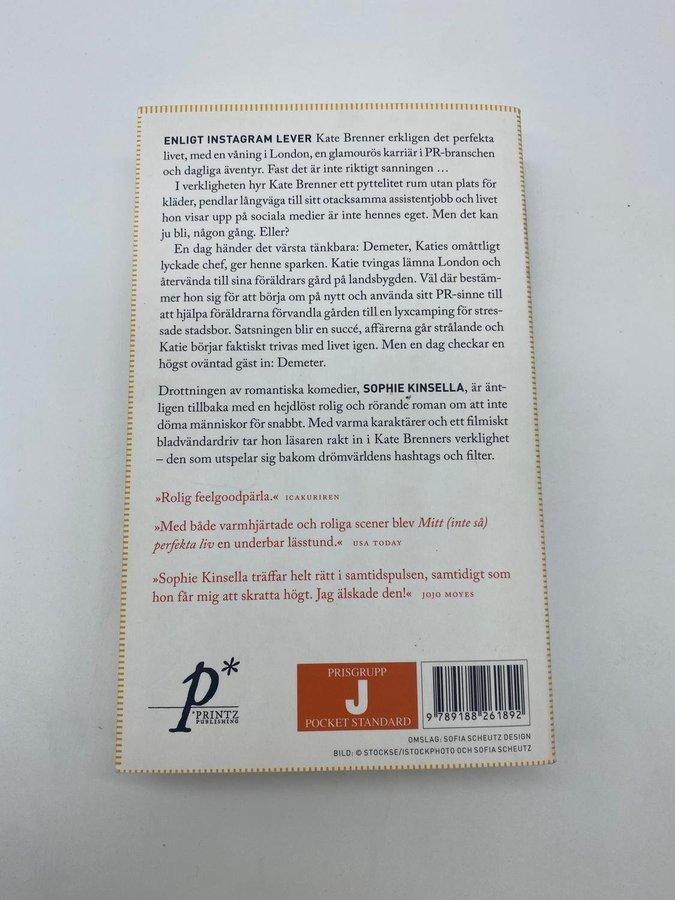 ENLIGT INSTAGRAM LEVER Kate Brenner erkligen det perfekta
livet, med en våning i London, en glamourös karriär i PR-branschen
och dagliga äventyr. Fast det är inte riktigt sanningen …
I verkligheten hyr Kate Brenner ett pyttelitet rum utan plats för
kläder, pendlar långväga till sitt otacksamma assistentjobb och livet
hon visar upp på sociala medier är inte hennes eget. Men det kan
ju bli, någon gång. Eller?
En dag händer det värsta tänkbara: Demeter, Katies omåttligt
lyckade chef, ger henne sparken. Katie tvingas lämna London och
återvända till sina föräldrars gård på landsbygden. Väl där bestäm-
mer hon sig för att börja om på nytt och använda sitt PR-sinne till
att hjälpa föräldrarna förvandla gården till en lyxcamping för stres-
sade stadsbor. Satsningen blir en succé, affärerna går strålande och
Katie börjar faktiskt trivas med livet igen. Men en dag checkar en
högst oväntad gäst in: Demeter.
Drottningen av romantiska komedier, SOPHIE KINSELLA, är änt-
ligen tillbaka med en hejdlöst rolig och rörande roman om att inte
döma människor för snabbt. Med varma karaktärer och ett filmiskt
bladvändardriv tar hon läsaren rakt in i Kate Brenners verklighet
– den som utspelar sig bakom drömvärldens hashtags och filter.
»Rolig feelgoodpärla.« ICAKURIREN
»Med både varmhjärtade och roliga scener blev Mitt (inte så)
perfekta liv en underbar lässtund.« USA TODAY
»Sophie Kinsella träffar helt rätt i samtidspulsen, samtidigt som
hon får mig att skratta högt. Jag älskade den!« JOJO MOYES
p*
*PRINTZ
PUBLISHING
PRISGRUPP
J
POCKET STANDARD
9 789188 261892
OMSLAG: SOFIA SCHEUTZ DESIGN
BILD: © STOCKSE/ISTOCKPHOTO OCH SOFIA SCHEUTZ